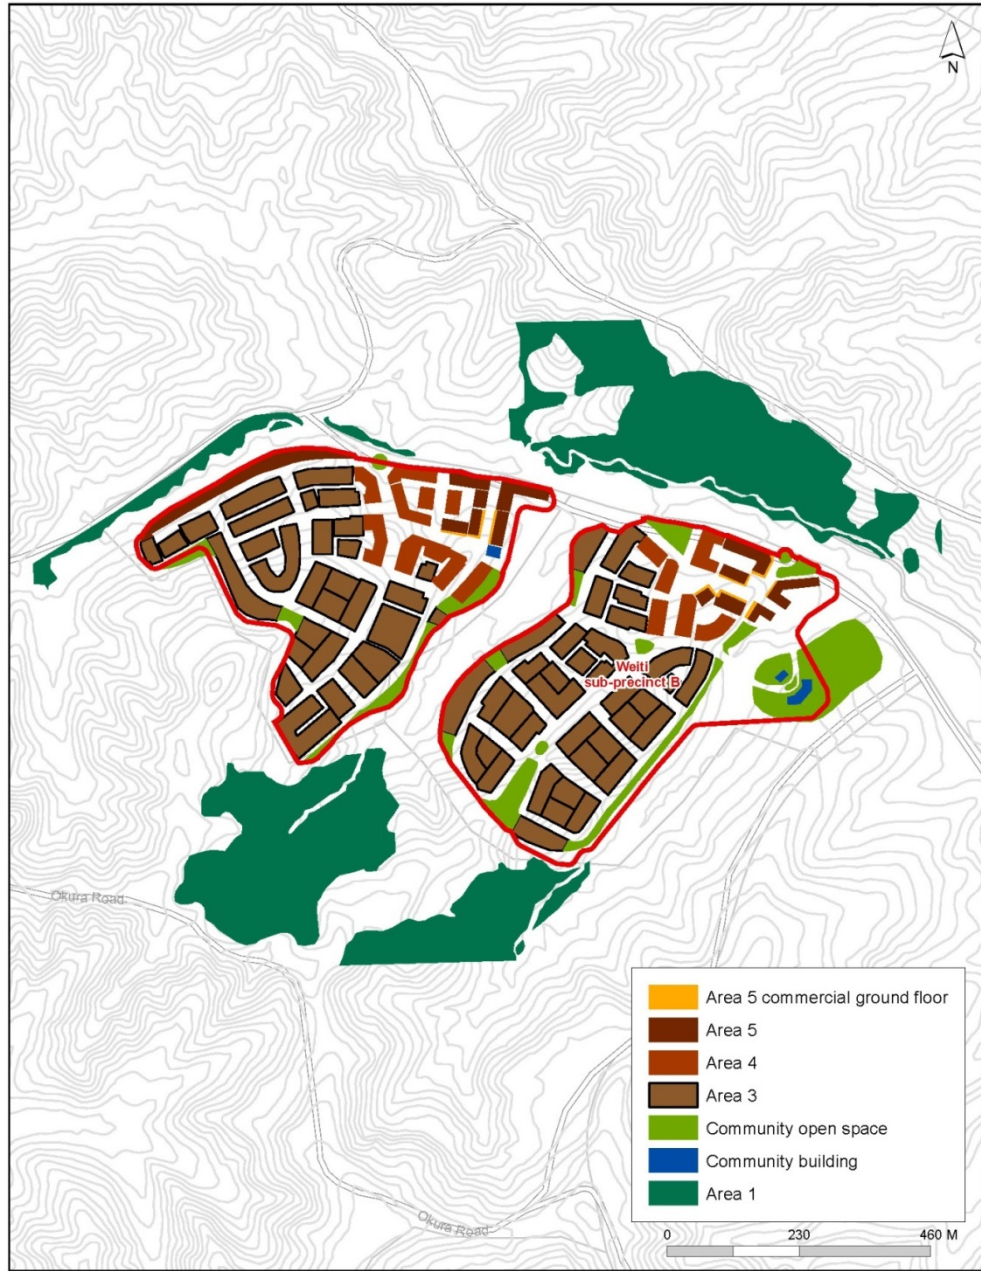 N
Weiti
sub-precinct B
Okura Road
Okura Road
Area 5 commercial ground floor
Area 5
Area 4
Area 3
Community open space
Community building
Area 1
0 230 460 M